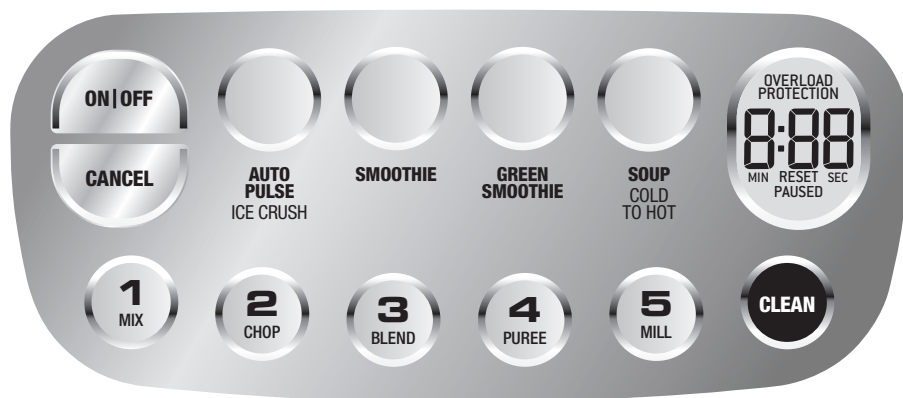 ON|OFF
CANCEL
AUTO
PULSE
ICE CRUSH
SMOOTHIE
GREEN
SMOOTHIE
SOUP
COLD
TO HOT
OVERLOAD
PROTECTION
8:88
MIN RESET SEC
PAUSED
1
MIX
2
CHOP
3
BLEND
4
PUREE
5
MILL
CLEAN